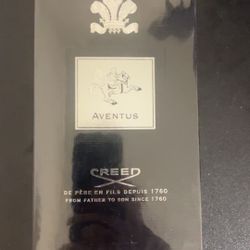 AVENTUS
CREED
DE PÈRE EN FILS DEPUIS 1760
FROM FATHER TO SON SINCE 1760